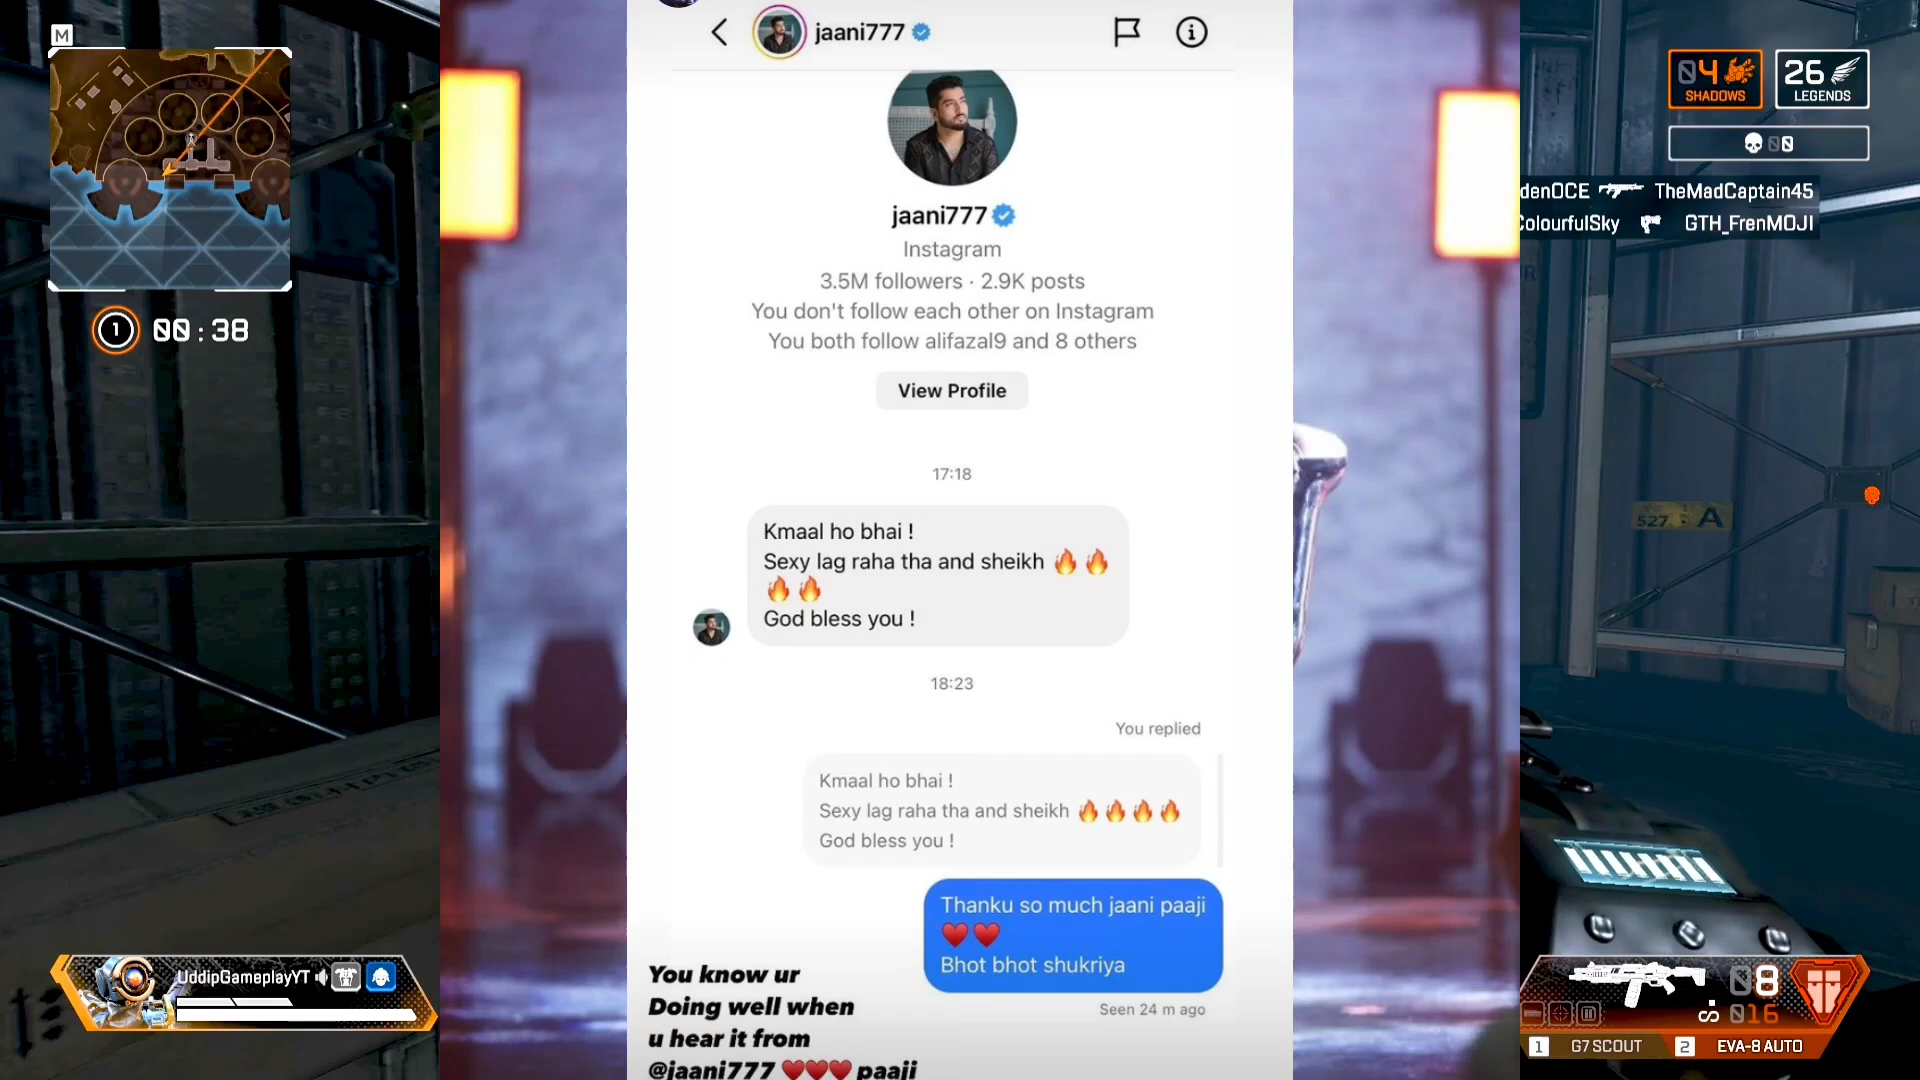 M
1 00:38
jaani777
jaani777
Instagram
3.5M followers · 2.9K posts
You don't follow each other on Instagram
You both follow alifazal9 and 8 others
View Profile
17:18
Kmaal ho bhai !
Sexy lag raha tha and sheikh 🔥 🔥
🔥 🔥
God bless you !
18:23
You replied
Kmaal ho bhai !
Sexy lag raha tha and sheikh 🔥 🔥 🔥 🔥
God bless you !
Thanku so much jaani paaji
❤️ ❤️
Bhot bhot shukriya
Seen 24 m ago
You know ur
Doing well when
u hear it from
@jaani777 ❤️❤️❤️ paaji
04 26
SHADOWS LEGENDS
00
denOCE TheMadCaptain45
ColourfulSky GTH_FrenMOJI
527 A
UddipGameplayYT
08
016
1 G7 SCOUT 2 EVA-8 AUTO